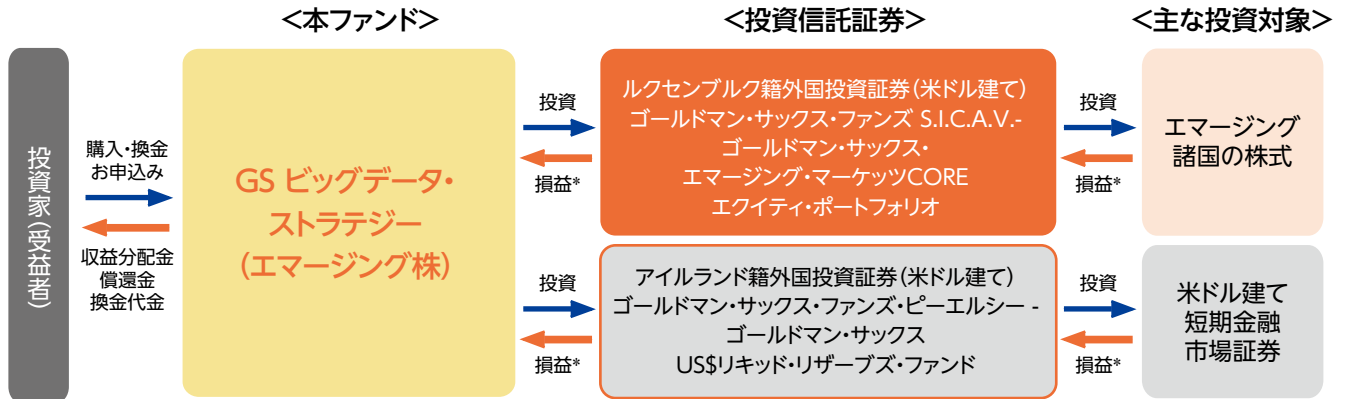 <本ファンド>
<投資信託証券>
<主な投資対象>
投資家(受益者)
購入・換金
お申込み
収益分配金
償還金
換金代金
GS ビッグデータ・
ストラテジー
(エマージング株)
投資
損益*
ルクセンブルク籍外国投資証券(米ドル建て)
ゴールドマン・サックス・ファンズ S.I.C.A.V.-
ゴールドマン・サックス・
エマージング・マーケッツCORE
エクイティ・ポートフォリオ
投資
損益*
エマージング
諸国の株式
投資
損益*
アイルランド籍外国投資証券(米ドル建て)
ゴールドマン・サックス・ファンズ・ピーエルシー -
ゴールドマン・サックス
US$リキッド・リザーブズ・ファンド
投資
損益*
米ドル建て
短期金融
市場証券